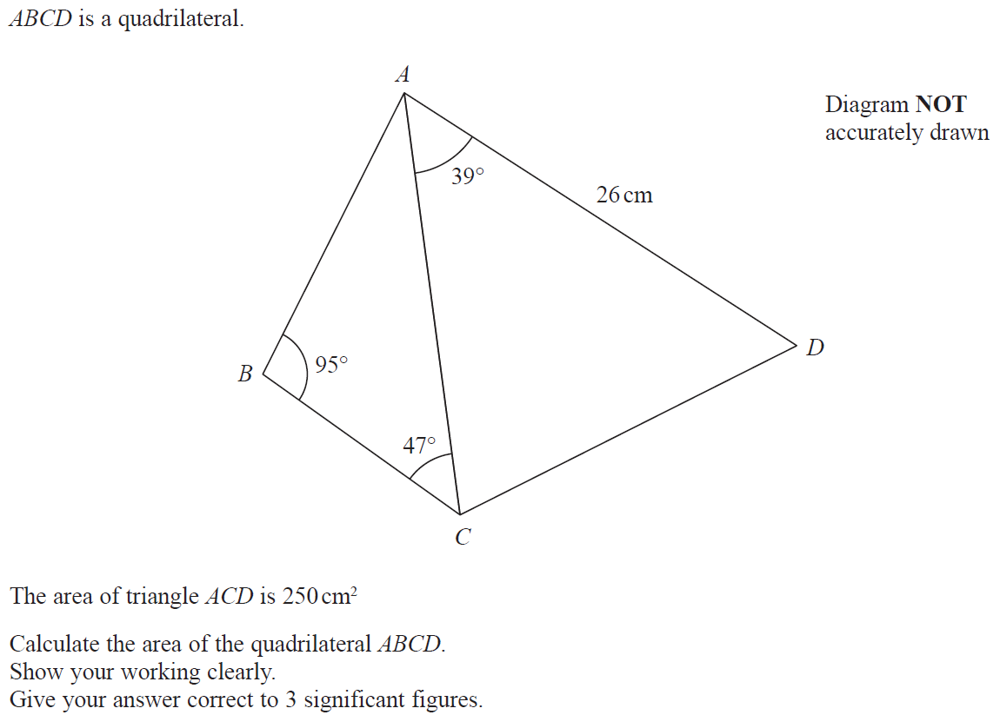 ABCD is a quadrilateral.
A
Diagram NOT
accurately drawn
39°
26 cm
D
B
95°
47°
C
The area of triangle ACD is 250 cm²
Calculate the area of the quadrilateral ABCD.
Show your working clearly.
Give your answer correct to 3 significant figures.